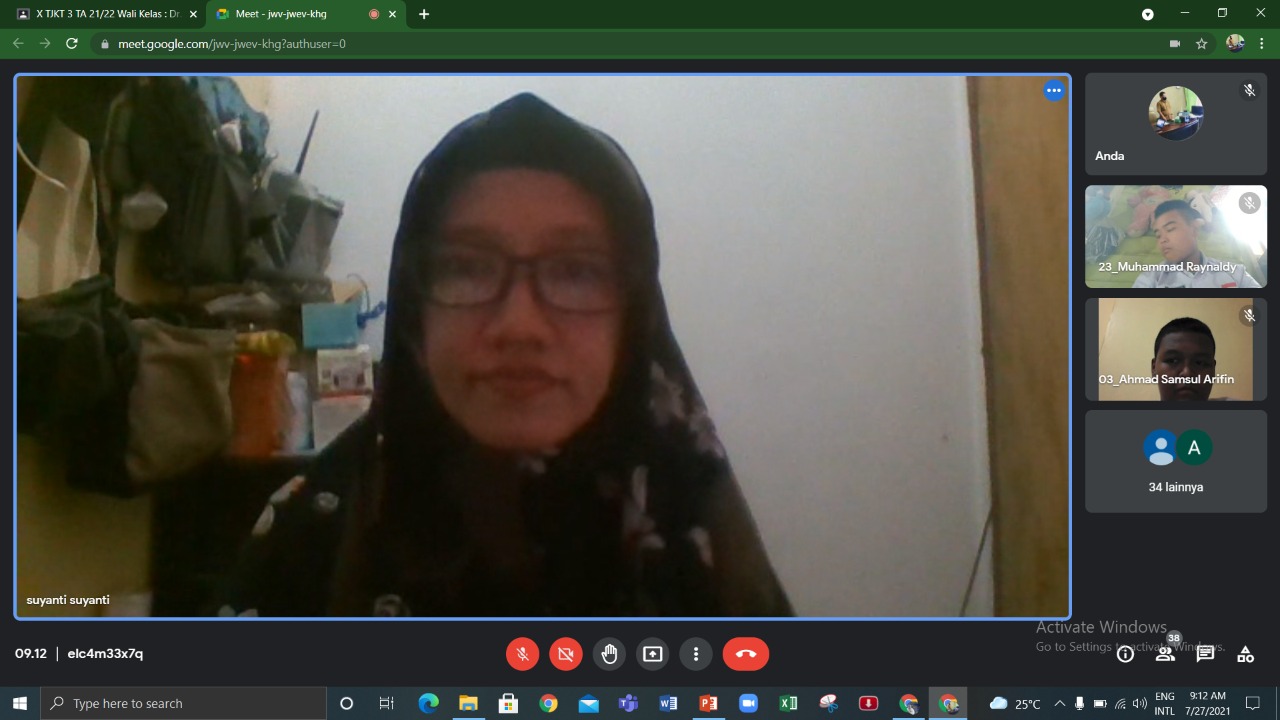 X TJKT 3 TA 21/22 Wali Kelas : Dr
Meet - jwv-jwev-khg
meet.google.com/jwv-jwev-khg?authuser=0
Anda
23_Muhammad Raynaldy
03_Ahmad Samsul Arifin
A
34 lainnya
suyanti suyanti
Activate Windows
Go to Settings to activate Windows.
09.12 | elc4m33x7q
38
Type here to search
25°C
ENG
INTL
9:12 AM
7/27/2021